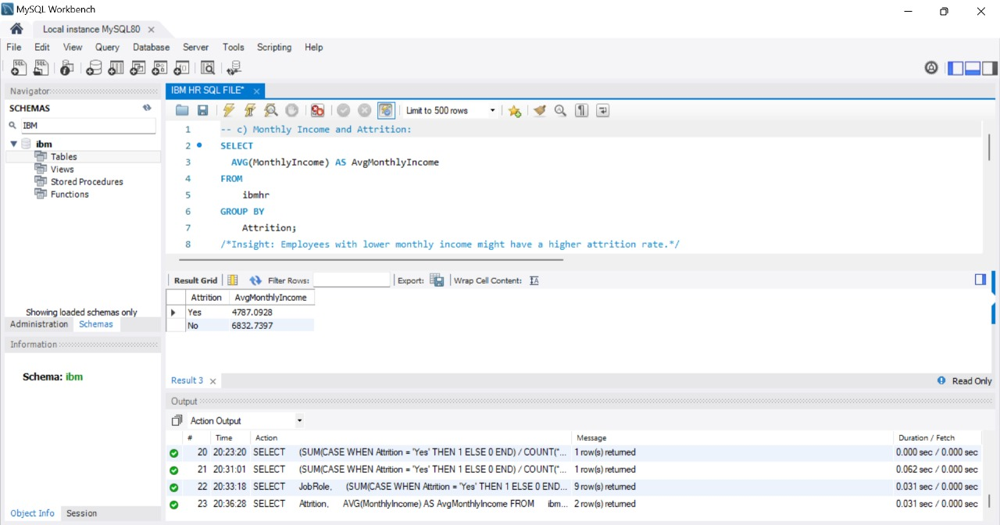 MySQL Workbench
Local instance MySQL80
File Edit View Query Database Server Tools Scripting Help
Navigator
SCHEMAS
IBM
ibm
Tables
Views
Stored Procedures
Functions
Showing loaded schemas only
Administration Schemas
Information
Schema: ibm
Object Info Session
IBM HR SQL FILE*
Limit to 500 rows
1 -- c) Monthly Income and Attrition:
2 SELECT
3 AVG(MonthlyIncome) AS AvgMonthlyIncome
4 FROM
5 ibmhr
6 GROUP BY
7 Attrition;
8 /*Insight: Employees with lower monthly income might have a higher attrition rate.*/
Result Grid Filter Rows: Export: Wrap Cell Content:
Attrition AvgMonthlyIncome
Yes 4787.0928
No 6832.7397
Result 3 Read Only
Output
Action Output
# Time Action Message Duration / Fetch
20 20:23:20 SELECT (SUM(CASE WHEN Attrition = 'Yes' THEN 1 ELSE 0 END) / COUNT(*... 1 row(s) returned 0.000 sec / 0.000 sec
21 20:31:01 SELECT (SUM(CASE WHEN Attrition = 'Yes' THEN 1 ELSE 0 END) / COUNT(*... 1 row(s) returned 0.062 sec / 0.000 sec
22 20:33:18 SELECT JobRole, (SUM(CASE WHEN Attrition = 'Yes' THEN 1 ELSE 0 END... 9 row(s) returned 0.031 sec / 0.000 sec
23 20:36:28 SELECT Attrition, AVG(MonthlyIncome) AS AvgMonthlyIncome FROM ibm... 2 row(s) returned 0.031 sec / 0.000 sec